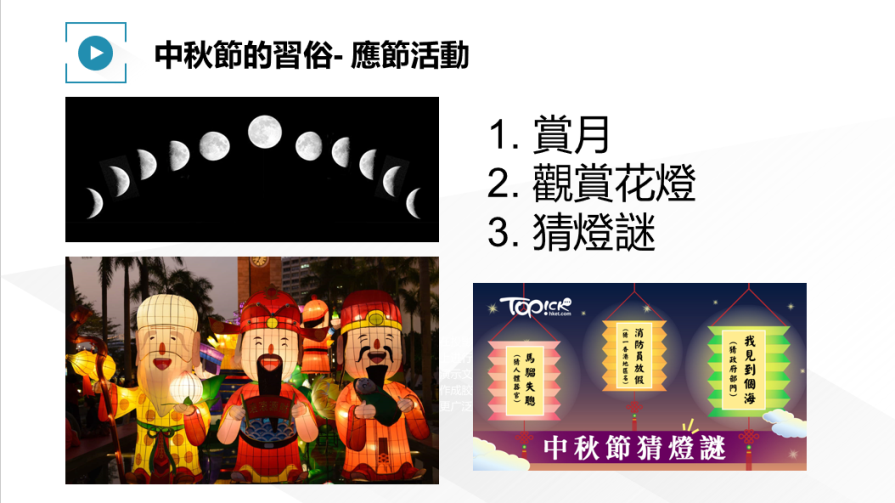 中秋節的習俗- 應節活動
1. 賞月
2. 觀賞花燈
3. 猜燈謎
TOPICK
hket.com
馬騮失聰
（猜人體器官）
消防員放假
（猜一香港地區名）
我見到個海
（猜政府部門）
中秋節猜燈謎